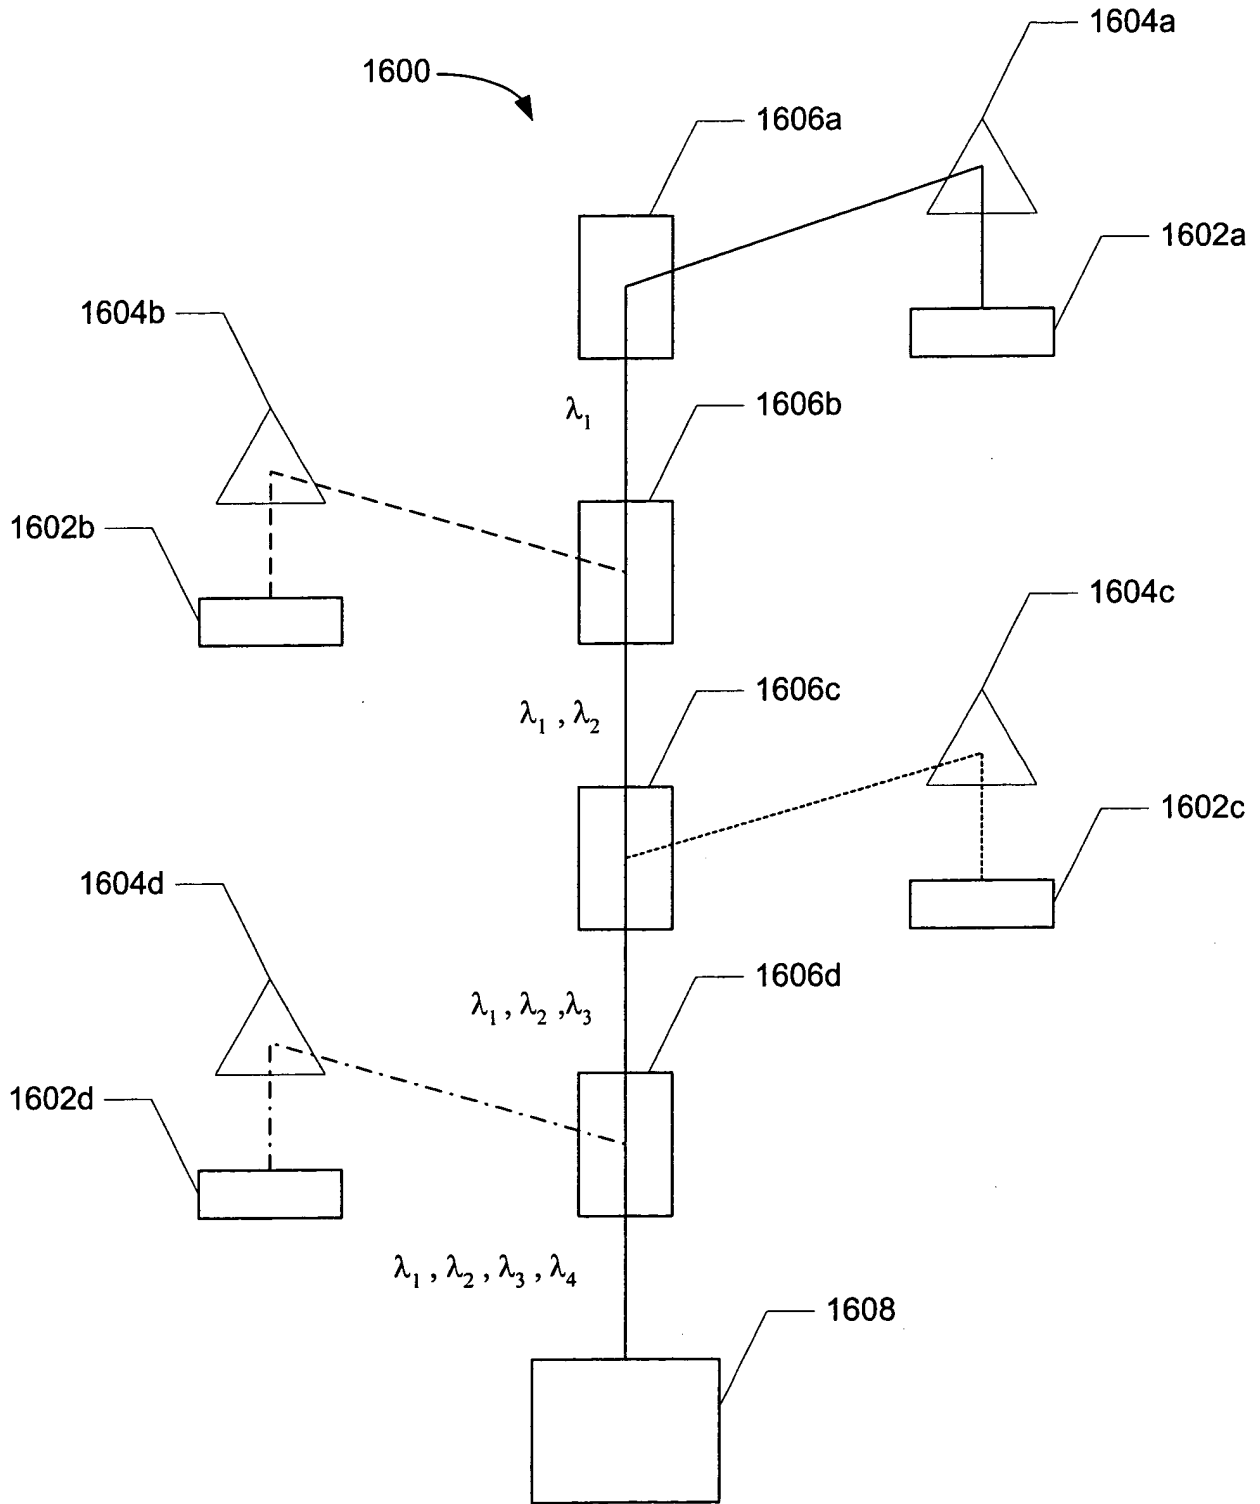 1604a
1600
1606a
1602a
1604b
λ₁
1606b
1602b
1604c
λ₁ , λ₂
1606c
1602c
1604d
λ₁ , λ₂ ,λ₃
1606d
1602d
λ₁ , λ₂ , λ₃ , λ₄
1608